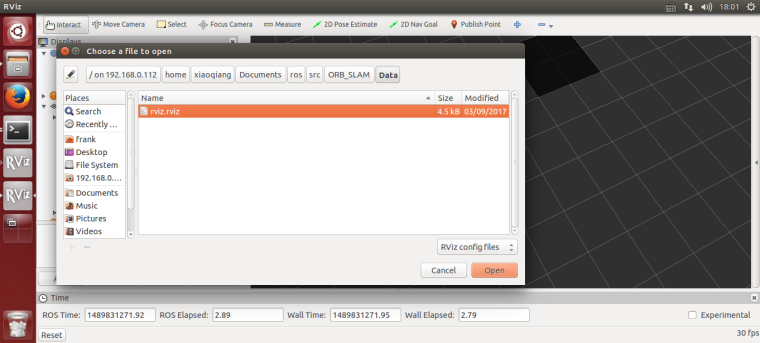 RViz
18:01
Interact Move Camera Select Focus Camera Measure 2D Pose Estimate 2D Nav Goal Publish Point
Displays
Choose a file to open
/ on 192.168.0.112 home xiaoqiang Documents ros src ORB_SLAM Data
Places Name Size Modified
Search rviz.rviz 4.5 kB 03/09/2017
Recently ...
frank
Desktop
File System
192.168.0....
Documents
Music
Pictures
Videos
RViz config files
Cancel Open
RViz
RViz
Time
ROS Time: 1489831271.92 ROS Elapsed: 2.89 Wall Time: 1489831271.95 Wall Elapsed: 2.79 Experimental
Reset 30 fps